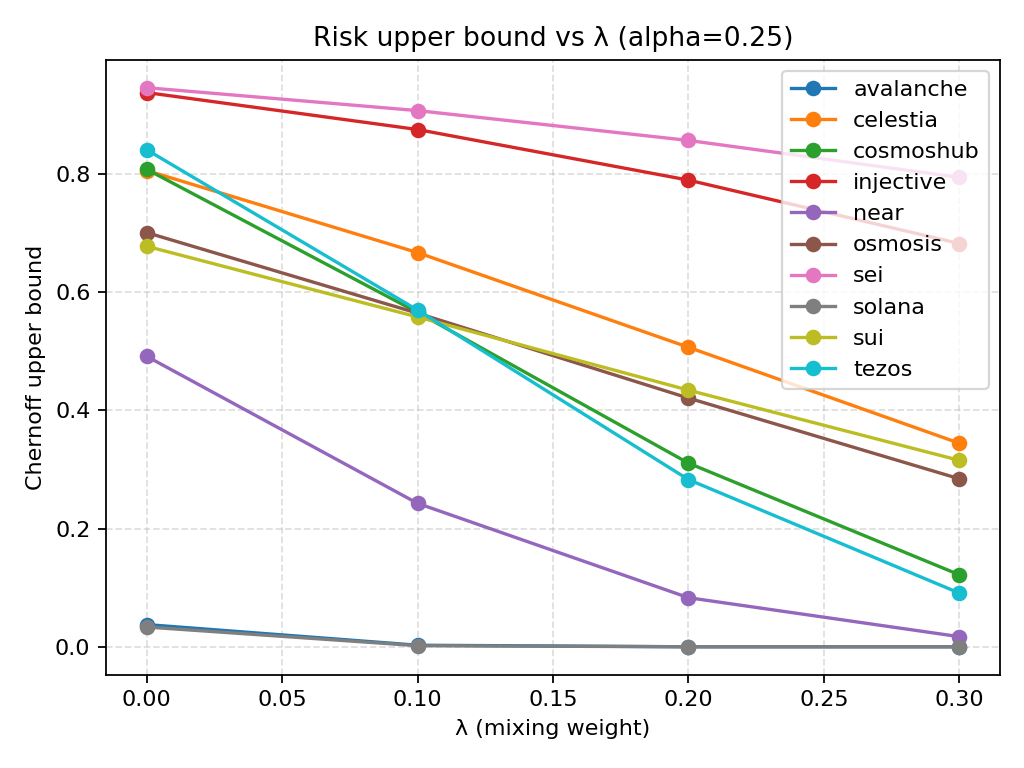 Risk upper bound vs λ (alpha=0.25)
Chernoff upper bound
0.8
0.6
0.4
0.2
0.0
avalanche
celestia
cosmoshub
injective
near
osmosis
sei
solana
sui
tezos
0.00 0.05 0.10 0.15 0.20 0.25 0.30
λ (mixing weight)